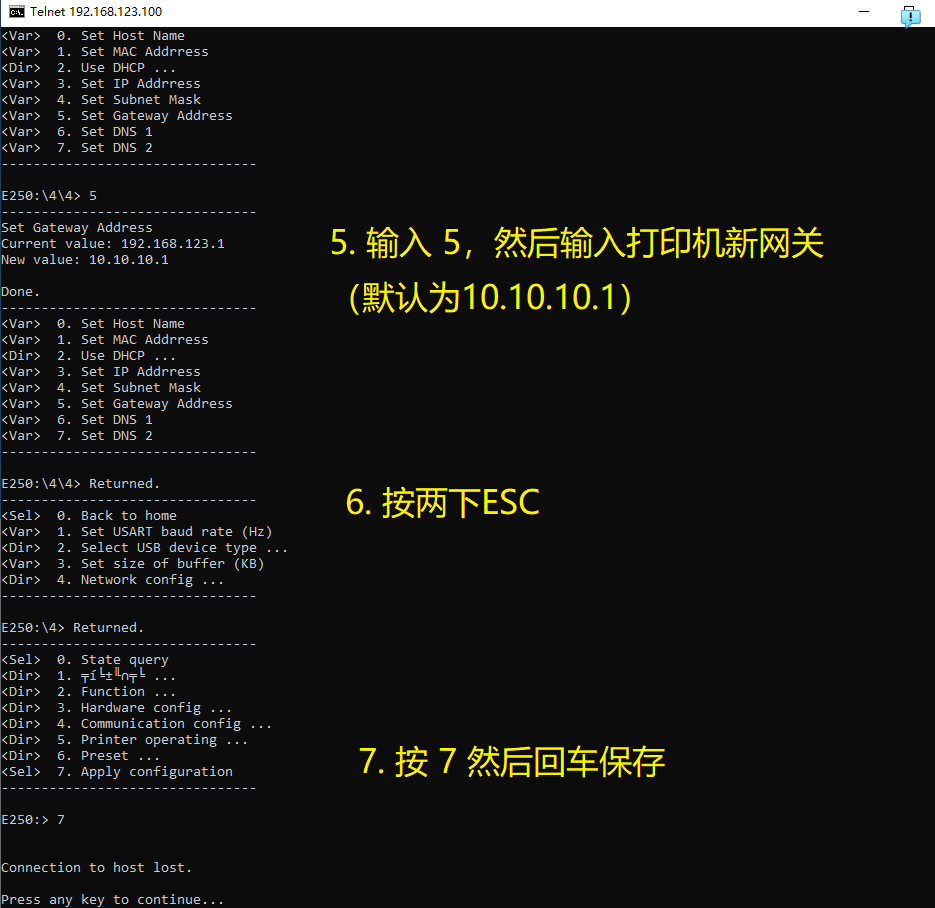 Telnet 192.168.123.100
<Var>  0. Set Host Name
<Var>  1. Set MAC Addrress
<Dir>  2. Use DHCP ...
<Var>  3. Set IP Addrress
<Var>  4. Set Subnet Mask
<Var>  5. Set Gateway Address
<Var>  6. Set DNS 1
<Var>  7. Set DNS 2
--------------------------------
E250:\4\4> 5
--------------------------------
Set Gateway Address
Current value: 192.168.123.1
New value: 10.10.10.1
5. 输入 5，然后输入打印机新网关
（默认为10.10.10.1）
Done.
--------------------------------
<Var>  0. Set Host Name
<Var>  1. Set MAC Addrress
<Dir>  2. Use DHCP ...
<Var>  3. Set IP Addrress
<Var>  4. Set Subnet Mask
<Var>  5. Set Gateway Address
<Var>  6. Set DNS 1
<Var>  7. Set DNS 2
--------------------------------
E250:\4\4> Returned.
--------------------------------
6. 按两下ESC
<Sel>  0. Back to home
<Var>  1. Set USART baud rate (Hz)
<Dir>  2. Select USB device type ...
<Var>  3. Set size of buffer (KB)
<Dir>  4. Network config ...
--------------------------------
E250:\4> Returned.
--------------------------------
<Sel>  0. State query
<Dir>  1. ╤í╘±╙∩╤╘ ...
<Dir>  2. Function ...
<Dir>  3. Hardware config ...
<Dir>  4. Communication config ...
<Dir>  5. Printer operating ...
<Dir>  6. Preset ...
<Sel>  7. Apply configuration
--------------------------------
7. 按 7 然后回车保存
E250:> 7
Connection to host lost.
Press any key to continue...